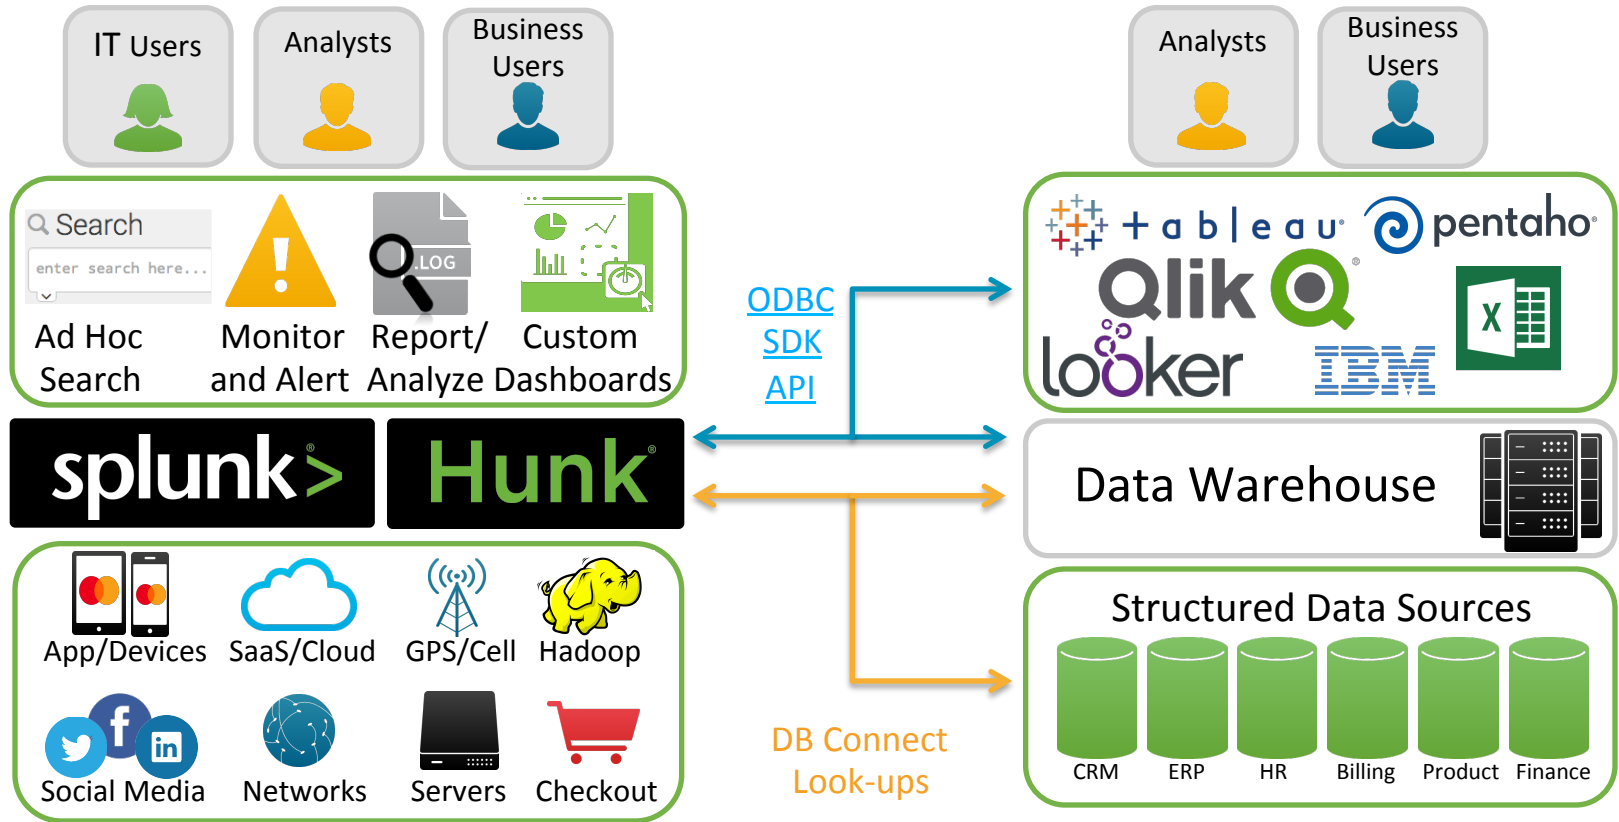 IT Users
Analysts
Business
Users
Analysts
Business
Users
Search
enter search here...
.LOG
Ad Hoc
Search
Monitor
and Alert
Report/
Analyze
Custom
Dashboards
ODBC
SDK
API
+ableau®
pentaho®
Qlik Q®
looker
IBM
X
splunk>®
Hunk®
Data Warehouse
App/Devices
SaaS/Cloud
GPS/Cell
Hadoop
f
in
Social Media
Networks
Servers
Checkout
DB Connect
Look-ups
Structured Data Sources
CRM
ERP
HR
Billing
Product
Finance